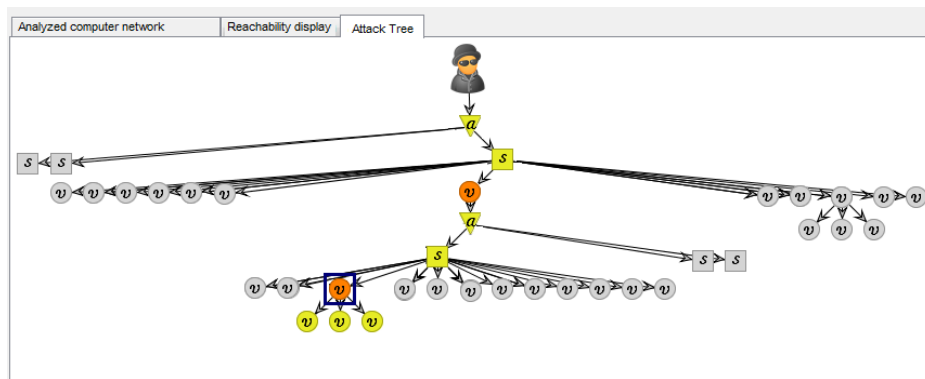 Analyzed computer network Reachability display Attack Tree
a
s s s
v v v v v v v v v v v
v
v v v
a
s s s
v v v v v v v v v v v v
v v v